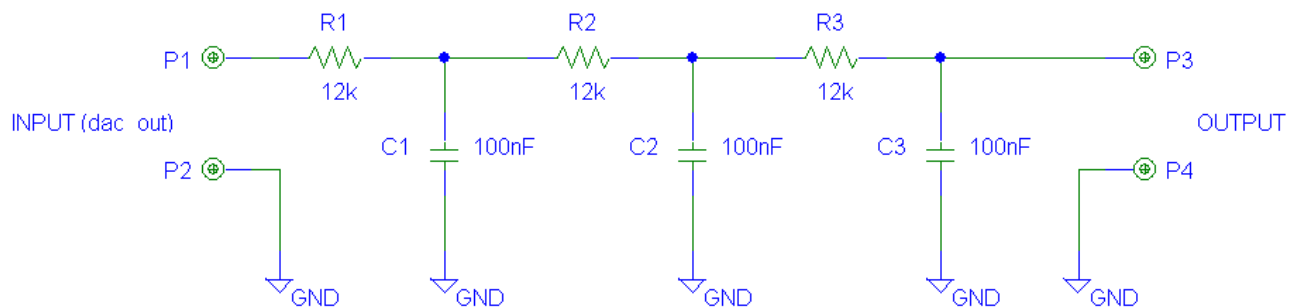 R1 R2 R3
P1 P3
12k 12k 12k
INPUT (dac out) OUTPUT
C1 100nF C2 100nF C3 100nF
P2 P4
GND GND GND GND GND